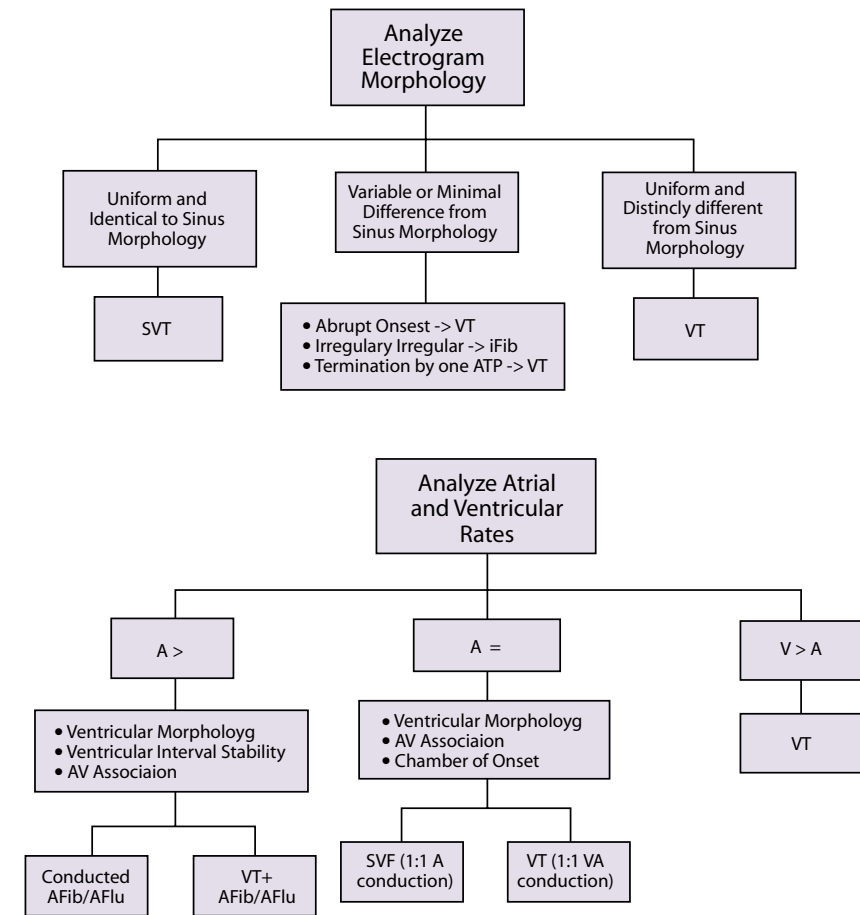 Analyze
Electrogram
Morphology
Uniform and
Identical to Sinus
Morphology
Variable or Minimal
Difference from
Sinus Morphology
Uniform and
Distincly different
from Sinus
Morphology
SVT
• Abrupt Onsest -> VT
• Irregulary Irregular -> iFib
• Termination by one ATP -> VT
VT
Analyze Atrial
and Ventricular
Rates
A >
A =
V > A
• Ventricular Morpholoyg
• Ventricular Interval Stability
• AV Associaion
• Ventricular Morpholoyg
• AV Associaion
• Chamber of Onset
VT
Conducted
AFib/AFlu
VT+
AFib/AFlu
SVF (1:1 A
conduction)
VT (1:1 VA
conduction)